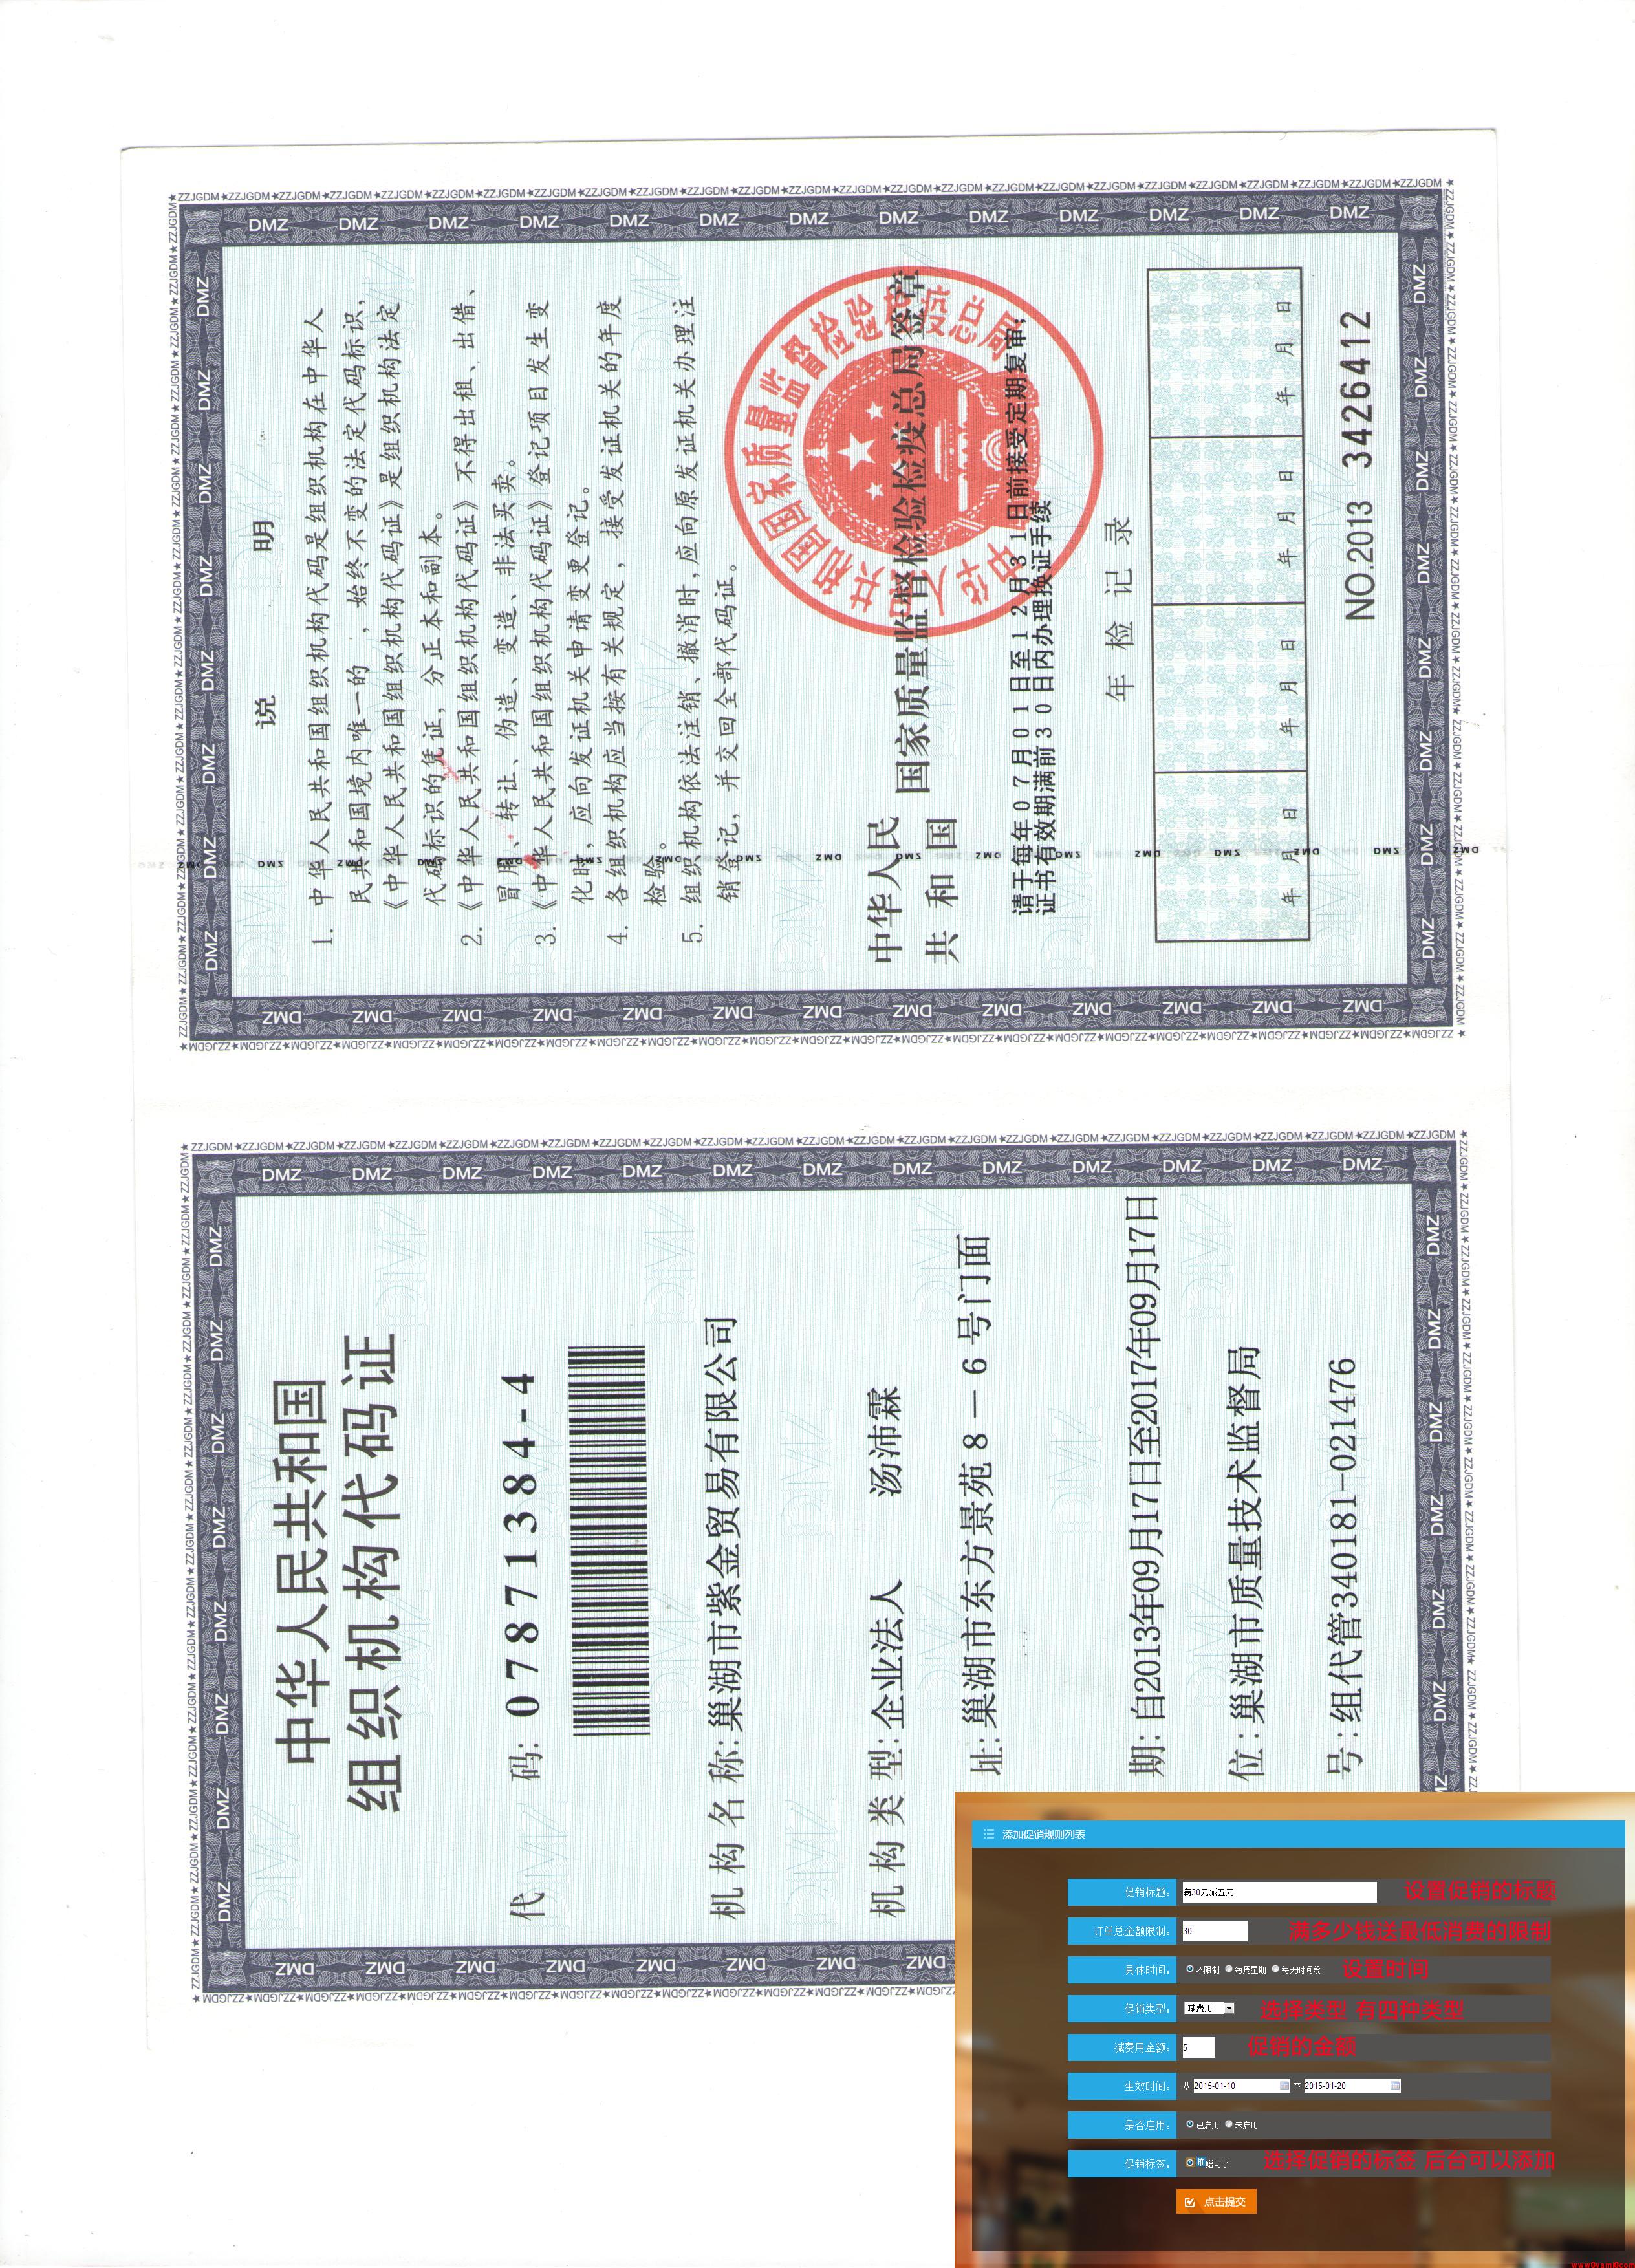 中华人民共和国
组织机构代码证
代 码: 07871384-4
机构名称: 巢湖市紫金贸易有限公司
机构类型: 企业法人 汤沛霖
址: 巢湖市东方景苑8－6号门面
期: 自2013年09月17日至2017年09月17日
位: 巢湖市质量技术监督局
号: 组代管340181-021476
说 明
1. 中华人民共和国组织机构代码是组织机构在中华人
民共和国境内唯一的，始终不变的法定代码标识，
《中华人民共和国组织机构代码证》是组织机构法定
代码标识的凭证，分正本和副本。
2. 《中华人民共和国组织机构代码证》不得出租、出借、
冒用、转让、伪造、变造、非法买卖。
3. 《中华人民共和国组织机构代码证》登记项目发生变
化时，应向发证机关申请变更登记。
4. 各组织机构应当按有关规定，接受发证机关的年度
检验。
5. 组织机构依法注销、撤消时，应向原发证机关办理注
销登记，并交回全部代码证。
中华人民
共和国
国家质量监督检验检疫总局签章
中华人民共和国国家质量监督检验检疫总局
请于每年07月01日至12月31日前接受定期复审；
证书有效期满前30日内办理换证手续
年检记录
年 月 日 年 月 日 年 月 日 年 月 日
NO.2013 3426412
添加促销规则列表
促销标题： 满30元减五元 设置促销的标题
订单总金额限制： 30 满多少钱送最低消费的限制
具体时间： 不限制 每周星期 每天时间段 设置时间
促销类型： 减费用 选择类型 有四种类型
减费用金额： 5 促销的金额
生效时间： 从 2015-01-10 至 2015-01-20
是否启用： 已启用 未启用
促销标签： 选择促销的标签 后台可以添加
点击提交